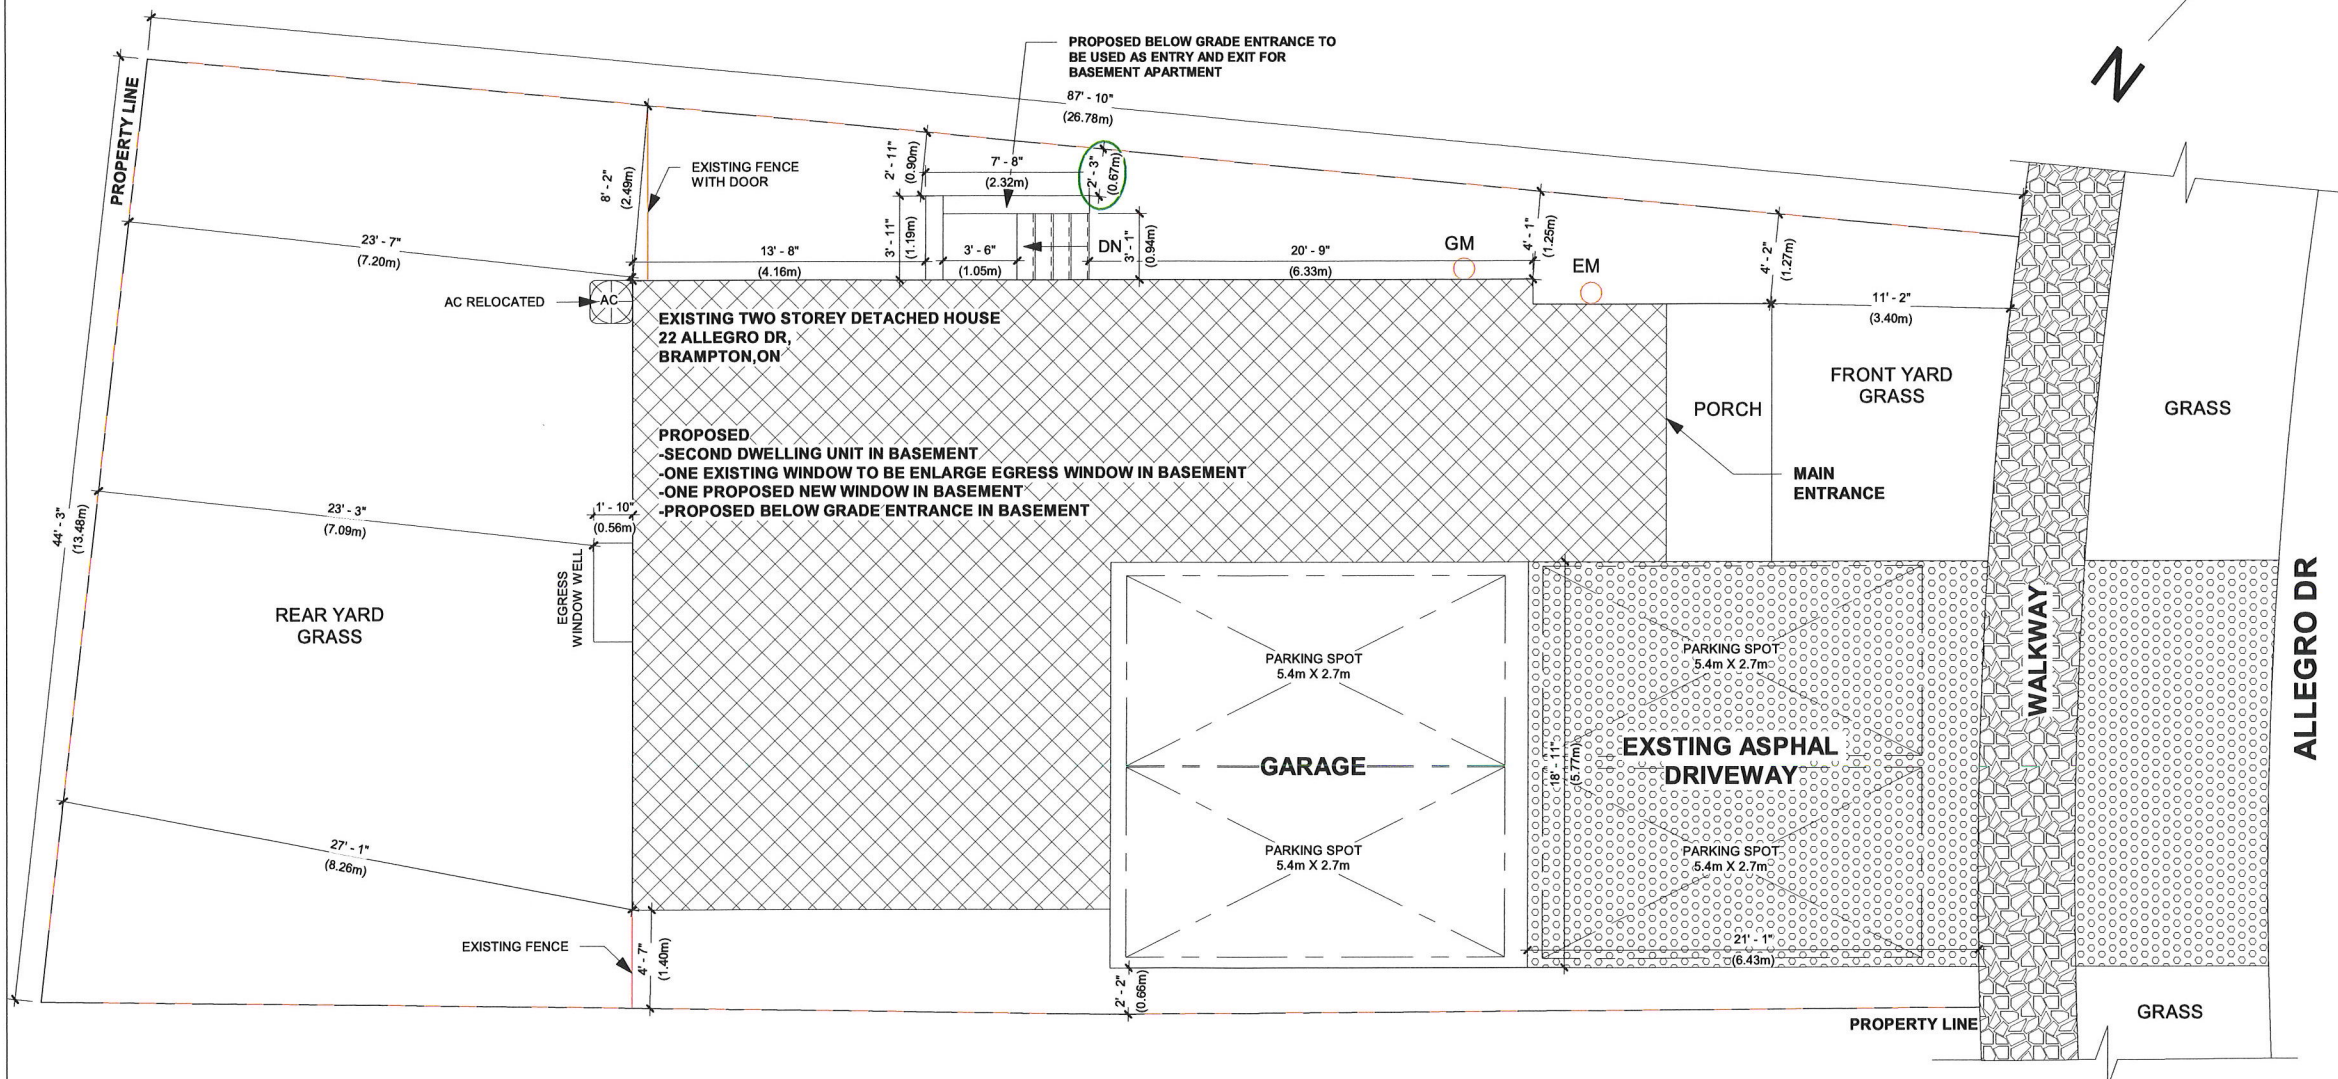 PROPOSED BELOW GRADE ENTRANCE TO
BE USED AS ENTRY AND EXIT FOR
BASEMENT APARTMENT
87' - 10"
(26.78m)
N
PROPERTY LINE
EXISTING FENCE
WITH DOOR
8' - 2"
(2.49m)
2' - 11"
(0.90m)
7' - 8"
(2.32m)
2' - 3"
(0.67m)
23' - 7"
(7.20m)
13' - 8"
(4.16m)
3' - 11"
(1.19m)
3' - 6"
(1.05m)
DN
3' - 1"
(0.94m)
20' - 9"
(6.33m)
GM
4' - 1"
(1.25m)
EM
4' - 2"
(1.27m)
11' - 2"
(3.40m)
AC RELOCATED
AC
EXISTING TWO STOREY DETACHED HOUSE
22 ALLEGRO DR,
BRAMPTON,ON
PROPOSED
-SECOND DWELLING UNIT IN BASEMENT
-ONE EXISTING WINDOW TO BE ENLARGE EGRESS WINDOW IN BASEMENT
-ONE PROPOSED NEW WINDOW IN BASEMENT
-PROPOSED BELOW GRADE ENTRANCE IN BASEMENT
PORCH
FRONT YARD
GRASS
GRASS
MAIN
ENTRANCE
44' - 3"
(13.48m)
23' - 3"
(7.09m)
1' - 10"
(0.56m)
EGRESS
WINDOW WELL
REAR YARD
GRASS
PARKING SPOT
5.4m X 2.7m
GARAGE
PARKING SPOT
5.4m X 2.7m
18' - 11"
(5.77m)
PARKING SPOT
5.4m X 2.7m
EXSTING ASPHAL
DRIVEWAY
PARKING SPOT
5.4m X 2.7m
21' - 1"
(6.43m)
WALKWAY
ALLEGRO DR
27' - 1"
(8.26m)
EXISTING FENCE
4' - 7"
(1.40m)
2' - 2"
(0.66m)
PROPERTY LINE
GRASS